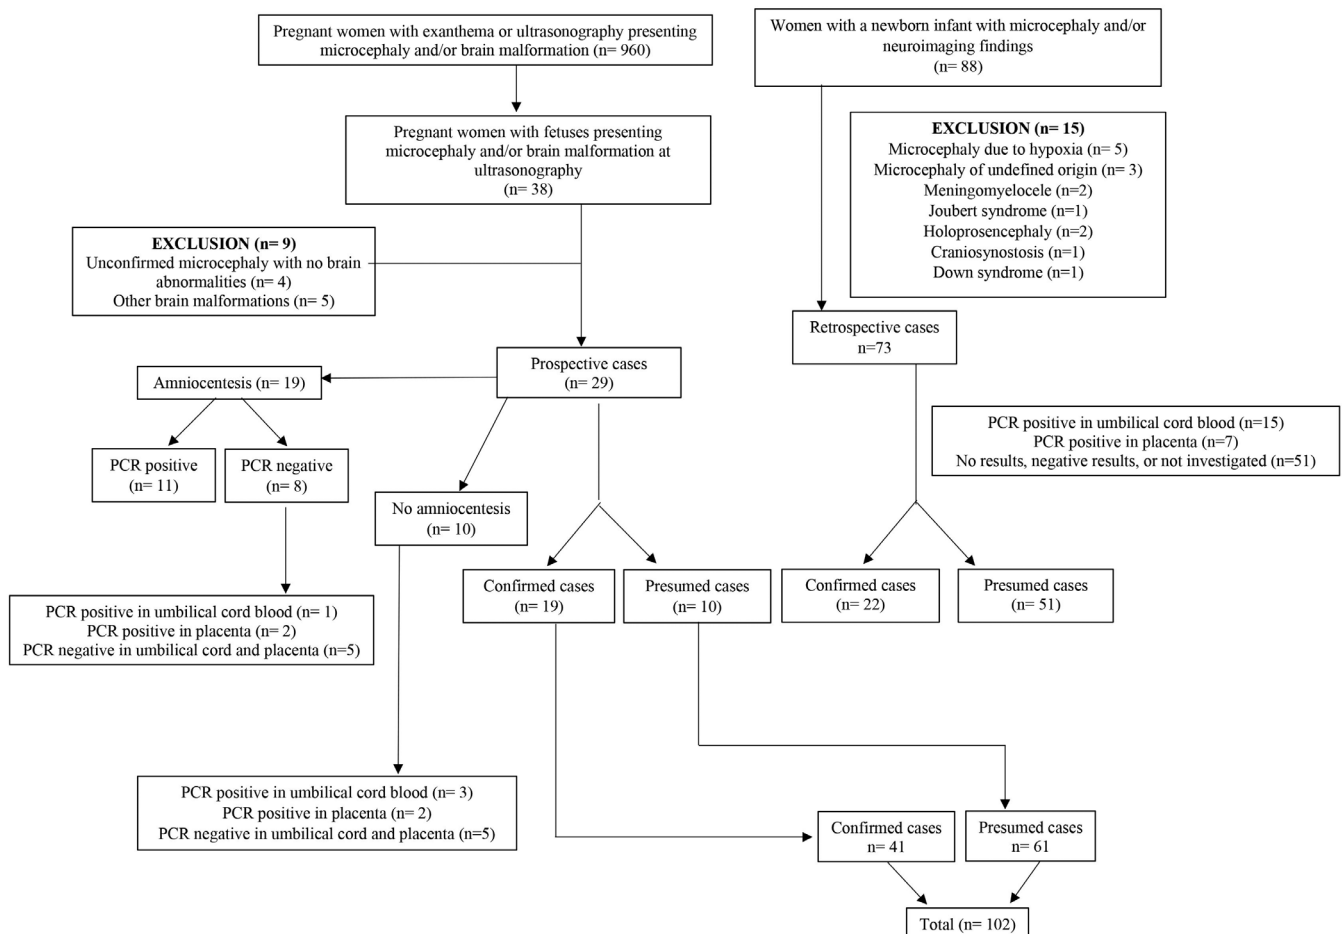 Pregnant women with exanthema or ultrasonography presenting
microcephaly and/or brain malformation (n= 960)
Women with a newborn infant with microcephaly and/or
neuroimaging findings
(n= 88)
Pregnant women with fetuses presenting
microcephaly and/or brain malformation at
ultrasonography
(n= 38)
EXCLUSION (n= 15)
Microcephaly due to hypoxia (n= 5)
Microcephaly of undefined origin (n= 3)
Meningomyelocele (n=2)
Joubert syndrome (n=1)
Holoprosencephaly (n=2)
Craniosynostosis (n=1)
Down syndrome (n=1)
EXCLUSION (n= 9)
Unconfirmed microcephaly with no brain
abnormalities (n= 4)
Other brain malformations (n= 5)
Retrospective cases
n=73
Prospective cases
(n= 29)
Amniocentesis (n= 19)
PCR positive in umbilical cord blood (n=15)
PCR positive in placenta (n=7)
No results, negative results, or not investigated (n=51)
PCR positive
(n= 11)
PCR negative
(n= 8)
No amniocentesis
(n= 10)
Confirmed cases
(n= 19)
Presumed cases
(n= 10)
Confirmed cases
(n= 22)
Presumed cases
(n= 51)
PCR positive in umbilical cord blood (n= 1)
PCR positive in placenta (n= 2)
PCR negative in umbilical cord and placenta (n=5)
PCR positive in umbilical cord blood (n= 3)
PCR positive in placenta (n= 2)
PCR negative in umbilical cord and placenta (n=5)
Confirmed cases
n= 41
Presumed cases
n= 61
Total (n= 102)